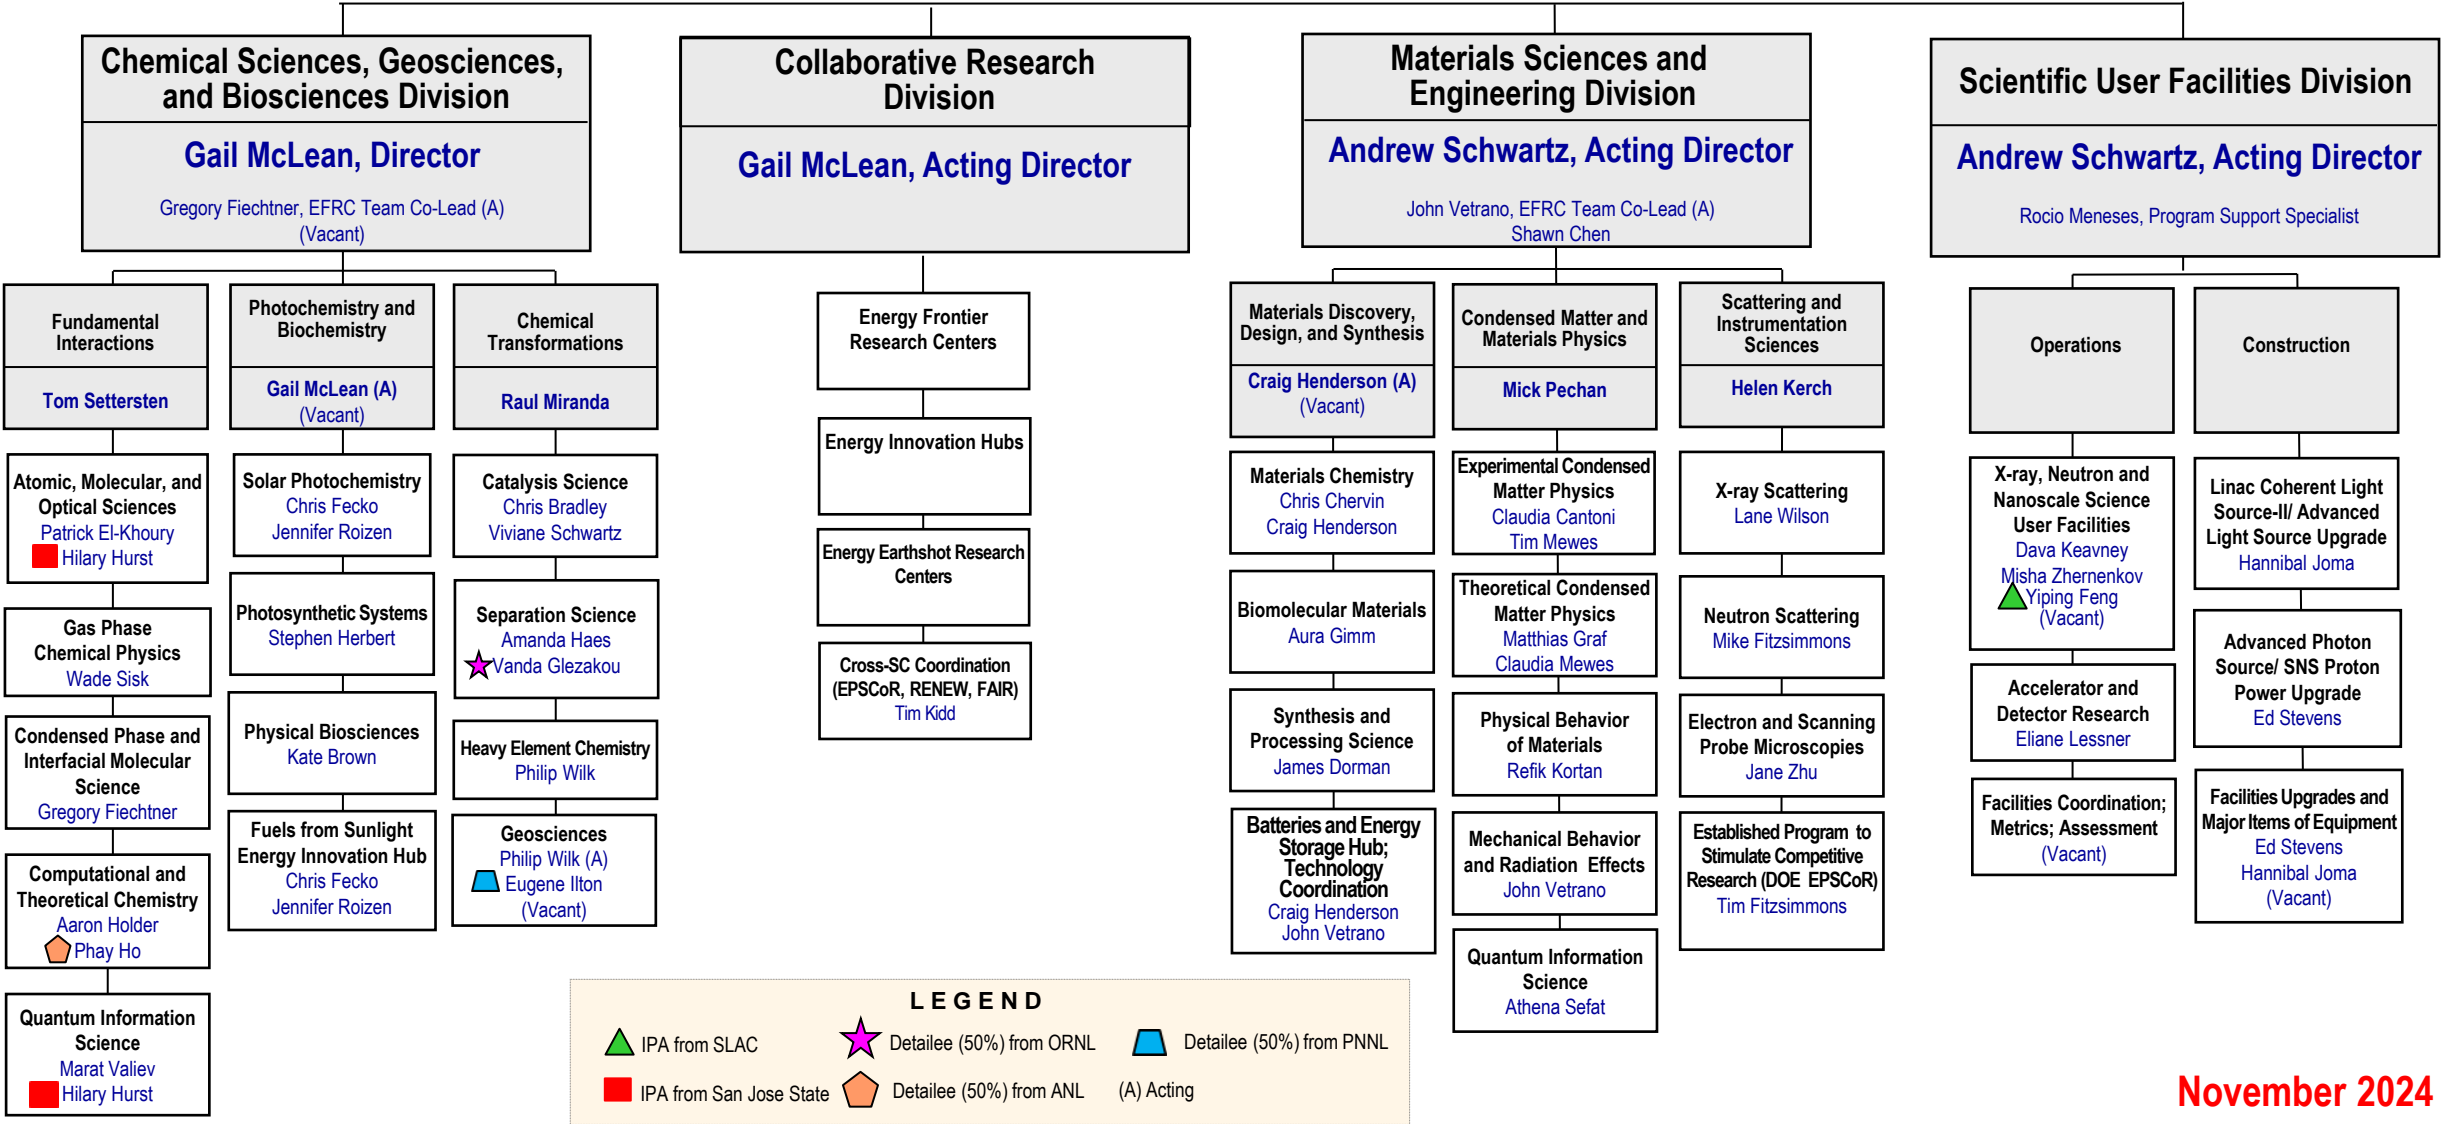 Chemical Sciences, Geosciences,
and Biosciences Division
Gail McLean, Director
Gregory Fiechtner, EFRC Team Co-Lead (A)
(Vacant)
Fundamental
Interactions
Tom Settersten
Atomic, Molecular, and
Optical Sciences
Patrick El-Khoury
Hilary Hurst
Gas Phase
Chemical Physics
Wade Sisk
Condensed Phase and
Interfacial Molecular
Science
Gregory Fiechtner
Computational and
Theoretical Chemistry
Aaron Holder
Phay Ho
Quantum Information
Science
Marat Valiev
Hilary Hurst
Photochemistry and
Biochemistry
Gail McLean (A)
(Vacant)
Solar Photochemistry
Chris Fecko
Jennifer Roizen
Photosynthetic Systems
Stephen Herbert
Physical Biosciences
Kate Brown
Fuels from Sunlight
Energy Innovation Hub
Chris Fecko
Jennifer Roizen
Chemical
Transformations
Raul Miranda
Catalysis Science
Chris Bradley
Viviane Schwartz
Separation Science
Amanda Haes
Vanda Glezakou
Heavy Element Chemistry
Philip Wilk
Geosciences
Philip Wilk (A)
Eugene Ilton
(Vacant)
Collaborative Research
Division
Gail McLean, Acting Director
Energy Frontier
Research Centers
Energy Innovation Hubs
Energy Earthshot Research
Centers
Cross-SC Coordination
(EPSCoR, RENEW, FAIR)
Tim Kidd
Materials Sciences and
Engineering Division
Andrew Schwartz, Acting Director
John Vetrano, EFRC Team Co-Lead (A)
Shawn Chen
Materials Discovery,
Design, and Synthesis
Craig Henderson (A)
(Vacant)
Materials Chemistry
Chris Chervin
Craig Henderson
Biomolecular Materials
Aura Gimm
Synthesis and
Processing Science
James Dorman
Batteries and Energy
Storage Hub;
Technology
Coordination
Craig Henderson
John Vetrano
Condensed Matter and
Materials Physics
Mick Pechan
Experimental Condensed
Matter Physics
Claudia Cantoni
Tim Mewes
Theoretical Condensed
Matter Physics
Matthias Graf
Claudia Mewes
Physical Behavior
of Materials
Refik Kortan
Mechanical Behavior
and Radiation Effects
John Vetrano
Quantum Information
Science
Athena Sefat
Scattering and
Instrumentation
Sciences
Helen Kerch
X-ray Scattering
Lane Wilson
Neutron Scattering
Mike Fitzsimmons
Electron and Scanning
Probe Microscopies
Jane Zhu
Established Program to
Stimulate Competitive
Research (DOE EPSCoR)
Tim Fitzsimmons
Scientific User Facilities Division
Andrew Schwartz, Acting Director
Rocio Meneses, Program Support Specialist
Operations
X-ray, Neutron and
Nanoscale Science
User Facilities
Dava Keavney
Misha Zhernenkov
Yiping Feng
(Vacant)
Accelerator and
Detector Research
Eliane Lessner
Facilities Coordination;
Metrics; Assessment
(Vacant)
Construction
Linac Coherent Light
Source-II/ Advanced
Light Source Upgrade
Hannibal Joma
Advanced Photon
Source/ SNS Proton
Power Upgrade
Ed Stevens
Facilities Upgrades and
Major Items of Equipment
Ed Stevens
Hannibal Joma
(Vacant)
LEGEND
IPA from SLAC
Detailee (50%) from ORNL
Detailee (50%) from PNNL
IPA from San Jose State
Detailee (50%) from ANL
(A) Acting
November 2024